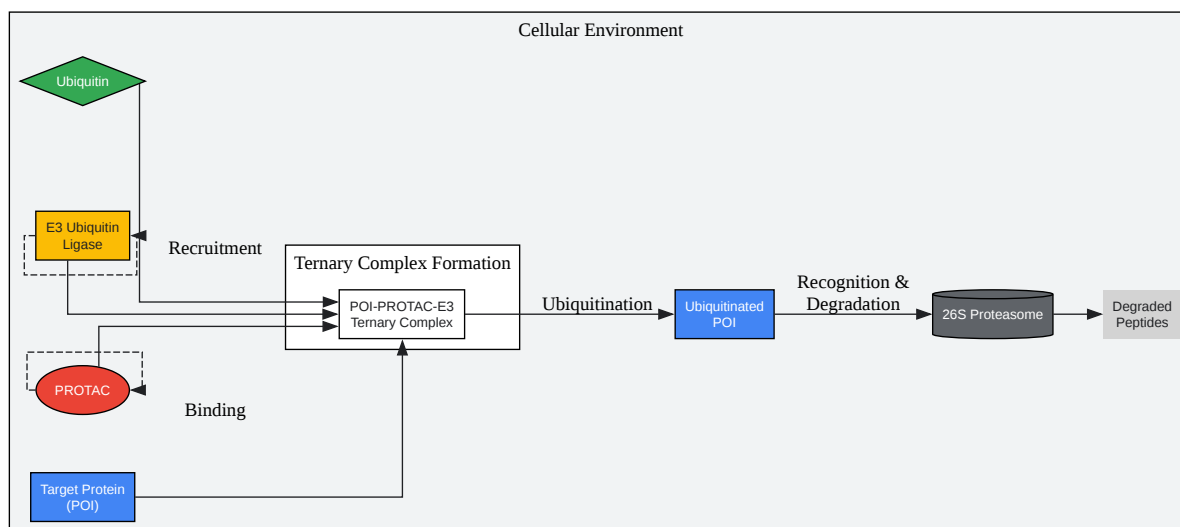 Cellular Environment
Ubiquitin
E3 Ubiquitin
Ligase
Recruitment
Ternary Complex Formation
POI-PROTAC-E3
Ternary Complex
Ubiquitination
Ubiquitinated
POI
Recognition &
Degradation
26S Proteasome
Degraded
Peptides
PROTAC
Binding
Target Protein
(POI)